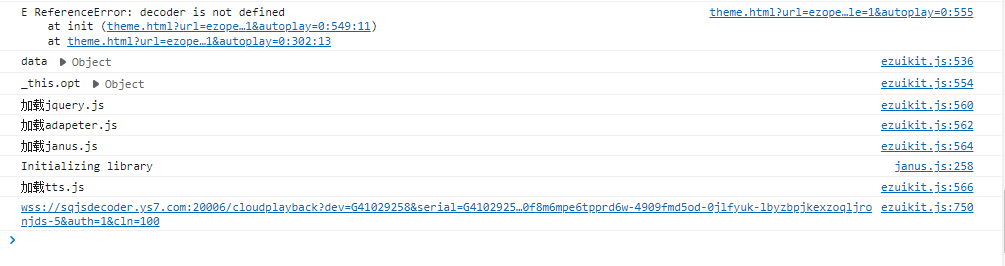 E ReferenceError: decoder is not defined theme.html?url=ezope…le=1&autoplay=0:555
at init (theme.html?url=ezope…1&autoplay=0:549:11)
at theme.html?url=ezope…1&autoplay=0:302:13
data ▶ Object ezuikit.js:536
_this.opt ▶ Object ezuikit.js:554
加载jquery.js ezuikit.js:560
加载adapeter.js ezuikit.js:562
加载janus.js ezuikit.js:564
Initializing library janus.js:258
加载tts.js ezuikit.js:566
wss://sqjsdecoder.ys7.com:20006/cloudplayback?dev=G41029258&serial=G4102925…0f8m6mpe6tpprd6w-4909fmd5od-0jlfyuk-lbyzbpjkexzoqljro ezuikit.js:750
njds-5&auth=1&cln=100